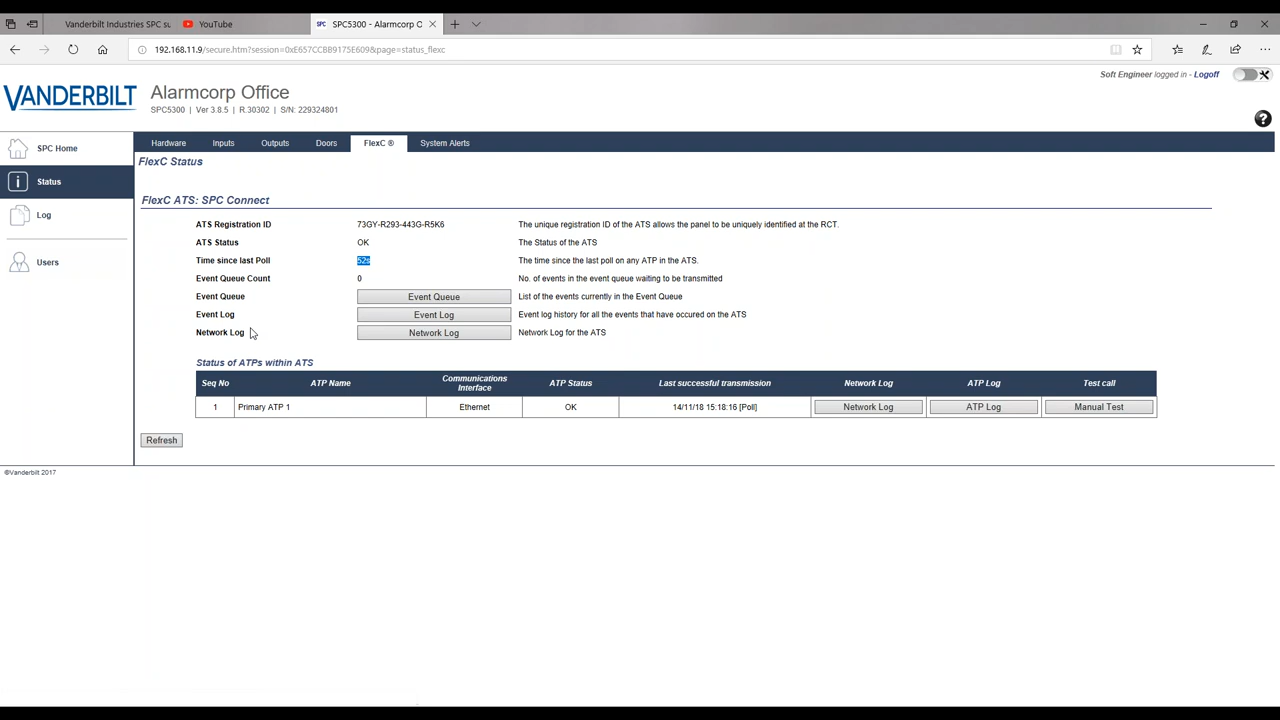 Vanderbilt Industries SPC su
YouTube
SPC SPC5300 - Alarmcorp O
192.168.11.9/secure.htm?session=0xE657CCBB9175E609&page=status_flexc
Soft Engineer logged in - Logoff
VANDERBILT
Alarmcorp Office
SPC5300 | Ver 3.8.5 | R.30302 | S/N: 229324801
SPC Home
Status
Log
Users
Hardware Inputs Outputs Doors FlexC ® System Alerts
FlexC Status
FlexC ATS: SPC Connect
ATS Registration ID 73GY-R293-443G-R5K6 The unique registration ID of the ATS allows the panel to be uniquely identified at the RCT.
ATS Status OK The Status of the ATS
Time since last Poll 52s The time since the last poll on any ATP in the ATS.
Event Queue Count 0 No. of events in the event queue waiting to be transmitted
Event Queue Event Queue List of the events currently in the Event Queue
Event Log Event Log Event log history for all the events that have occured on the ATS
Network Log Network Log Network Log for the ATS
Status of ATPs within ATS
Seq No ATP Name Communications Interface ATP Status Last successful transmission Network Log ATP Log Test call
1 Primary ATP 1 Ethernet OK 14/11/18 15:18:16 [Poll] Network Log ATP Log Manual Test
Refresh
©Vanderbilt 2017